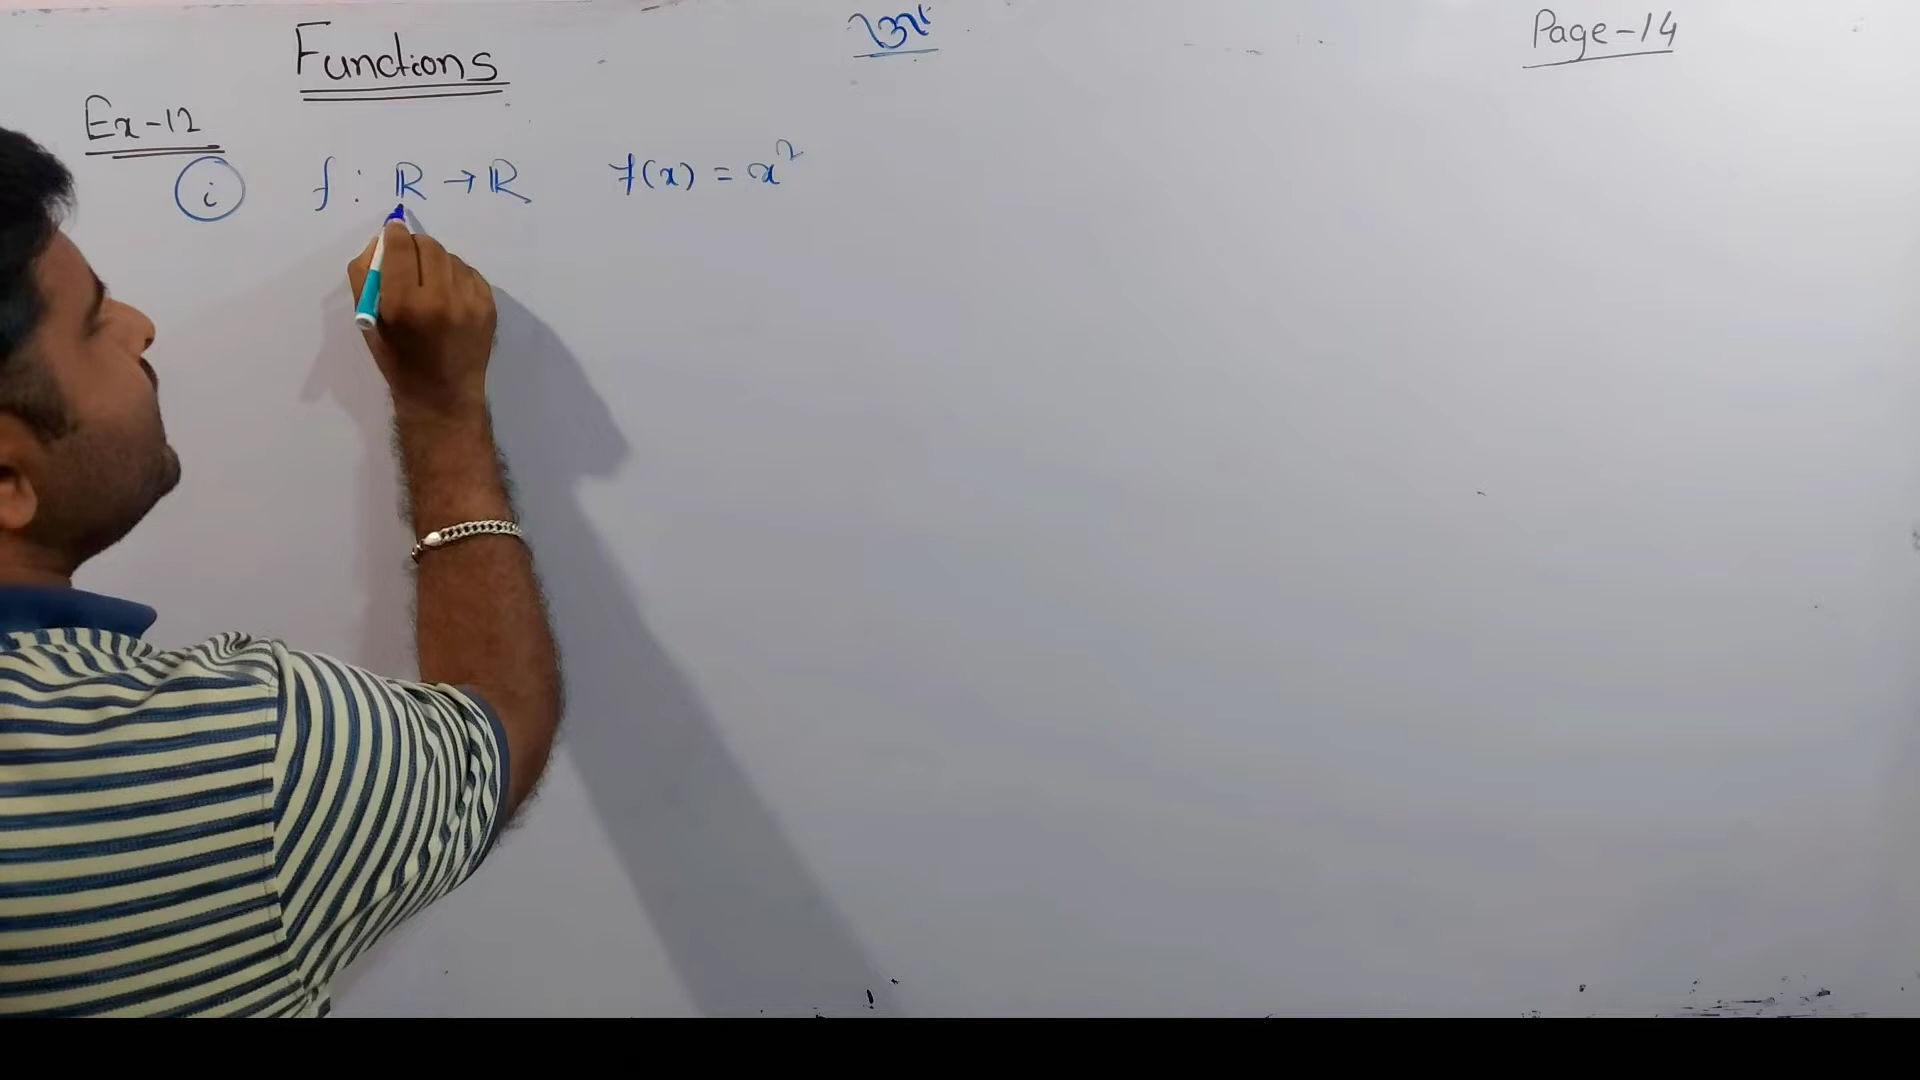 Functions
Page-14
Ex-12
i f : ℝ → ℝ f(x) = x²